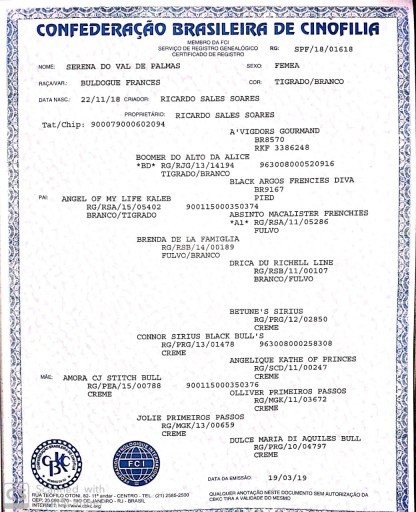 CONFEDERAÇÃO BRASILEIRA DE CINOFILIA
MEMBRO DA FCI
SERVIÇO DE REGISTRO GENEALÓGICO
CERTIFICADO DE REGISTRO
RG: SPF/18/01618
NOME: SERENA DO VAL DE PALMAS SEXO: FEMEA
RAÇA/VAR.: BULDOGUE FRANCES COR: TIGRADO/BRANCO
DATA NASC.: 22/11/18 CRIADOR: RICARDO SALES SOARES
PROPRIETÁRIO: RICARDO SALES SOARES
Tat/Chip: 900079000602094
A'VIGDORS GOURMAND
BR8570
RKF 3386248
BOOMER DO ALTO DA ALICE
*BD* RG/RJG/13/14194 963008000520916
TIGRADO/BRANCO
BLACK ARGOS FRENCIES DIVA
BR9167
PIED
PAI: ANGEL OF MY LIFE KALEB
RG/RSA/15/05402 900115000350374
BRANCO/TIGRADO
ABSINTO MACALISTER FRENCHIES
*A1* RG/RSA/11/05286
FULVO
BRENDA DE LA FAMIGLIA
RG/RSB/14/00189
FULVO/BRANCO
DRICA DU RICHELL LINE
RG/RSB/11/00107
BRANCO/FULVO
BETUNE'S SIRIUS
RG/PRG/12/02850
CREME
CONNOR SIRIUS BLACK BULL'S
RG/PRG/13/01478 963008000258308
CREME
ANGELIQUE KATHE OF PRINCES
RG/SCD/11/00247
CREME
MÃE: AMORA CJ STITCH BULL
RG/PEA/15/00788 900115000350376
CREME
OLLIVER PRIMEIROS PASSOS
RG/MGK/11/03672
CREME
JOLIE PRIMEIROS PASSOS
RG/MGK/13/00659
CREME
DULCE MARIA DI AQUILES BULL
RG/PRG/10/04797
CREME
CBKC
FCI
DATA DA EMISSÃO: 19/03/19
RUA TEÓFILO OTONI, 82- 11º andar - CENTRO - TEL.: (21)
CEP: 20.090-070 - RIO DE JANEIRO - RJ - BRASIL
INTERNET: http://www.cbkc.org
QUALQUER ANOTAÇÃO NESTE DOCUMENTO SEM AUTORIZAÇÃO DA
CBKC TIRA A VALIDADE DO MESMO